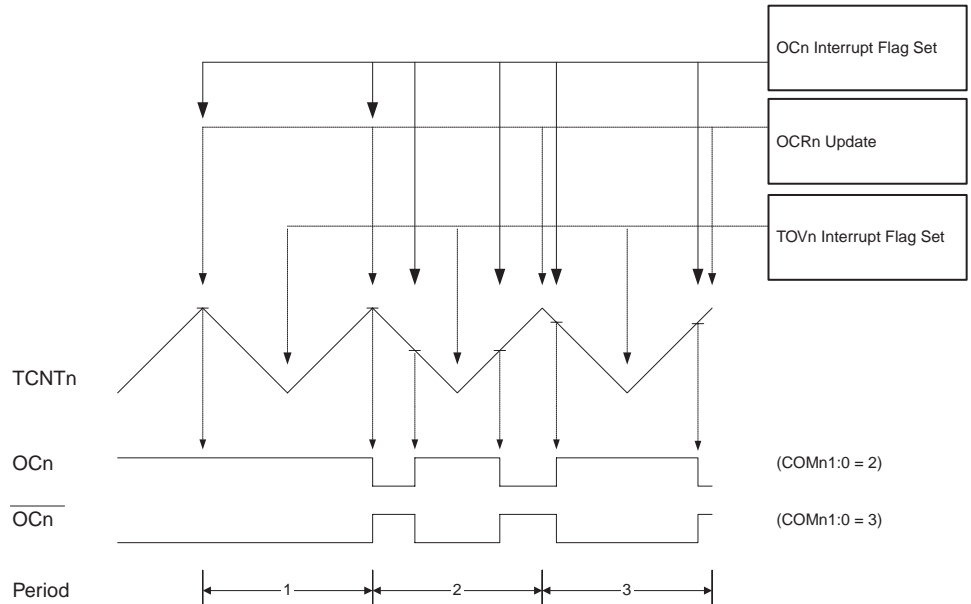 OCn Interrupt Flag Set
OCRn Update
TOVn Interrupt Flag Set
TCNTn
OCn
(COMn1:0 = 2)
OCn
(COMn1:0 = 3)
Period
1
2
3